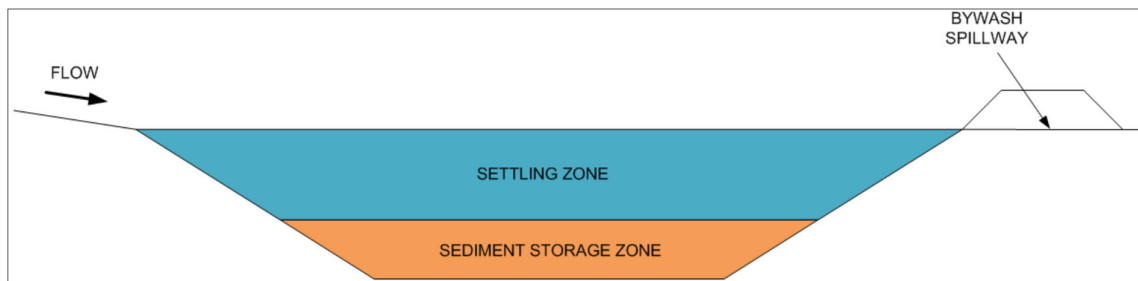 BYWASH
SPILLWAY
FLOW
SETTLING ZONE
SEDIMENT STORAGE ZONE